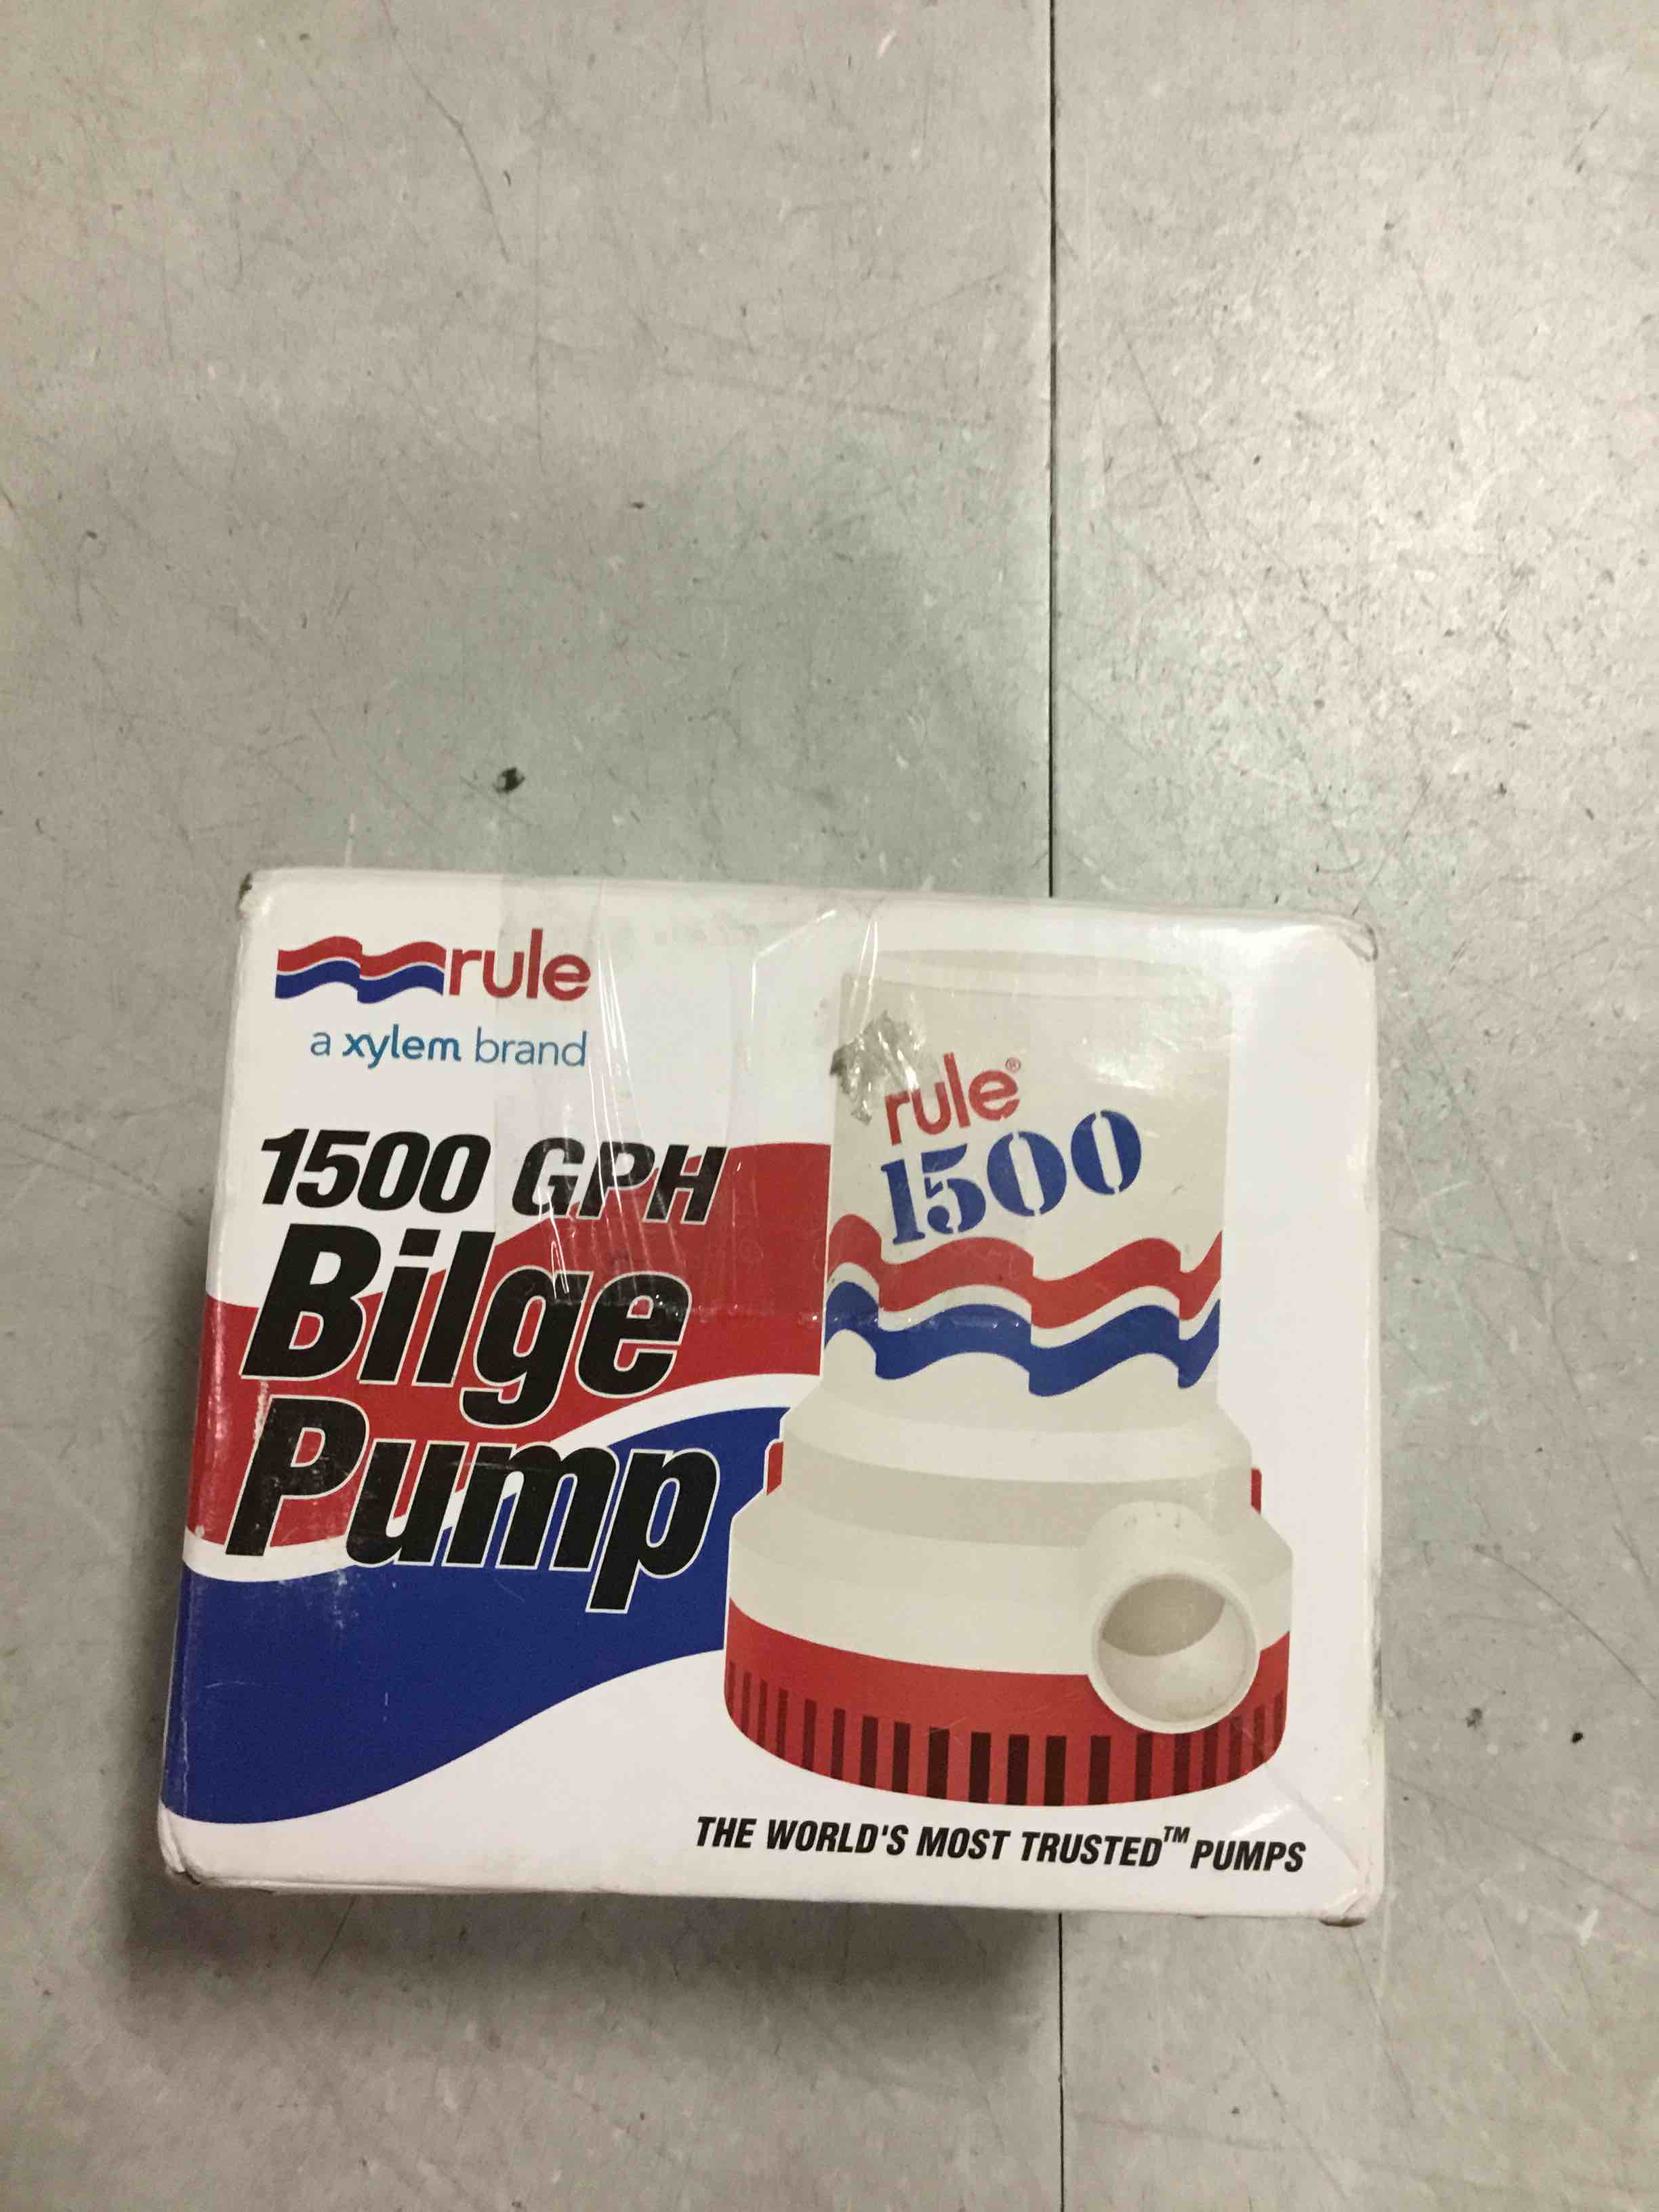 rule
a xylem brand
1500 GPH
Bilge
Pump
rule®
1500
THE WORLD'S MOST TRUSTED™ PUMPS